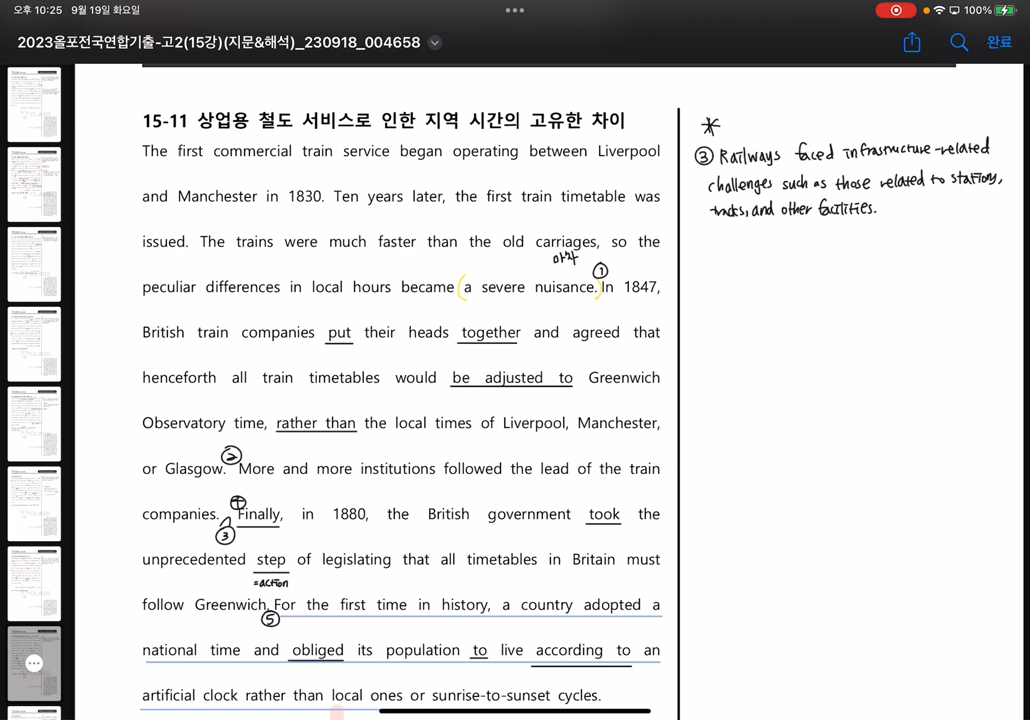 오후 10:25 9월 19일 화요일
100%
2023올포전국연합기출-고2(15강)(지문&해석)_230918_004658
완료
15-11 상업용 철도 서비스로 인한 지역 시간의 고유한 차이
The first commercial train service began operating between Liverpool
and Manchester in 1830. Ten years later, the first train timetable was
issued. The trains were much faster than the old carriages, so the
마차
①
peculiar differences in local hours became (a severe nuisance.) In 1847,
British train companies put their heads together and agreed that
henceforth all train timetables would be adjusted to Greenwich
Observatory time, rather than the local times of Liverpool, Manchester,
②
or Glasgow. More and more institutions followed the lead of the train
④
companies. Finally, in 1880, the British government took the
③
unprecedented step of legislating that all timetables in Britain must
=action
follow Greenwich. For the first time in history, a country adopted a
⑤
national time and obliged its population to live according to an
artificial clock rather than local ones or sunrise-to-sunset cycles.
*
③ Railways faced infrastructure-related
challenges such as those related to stations,
tracks, and other facilities.